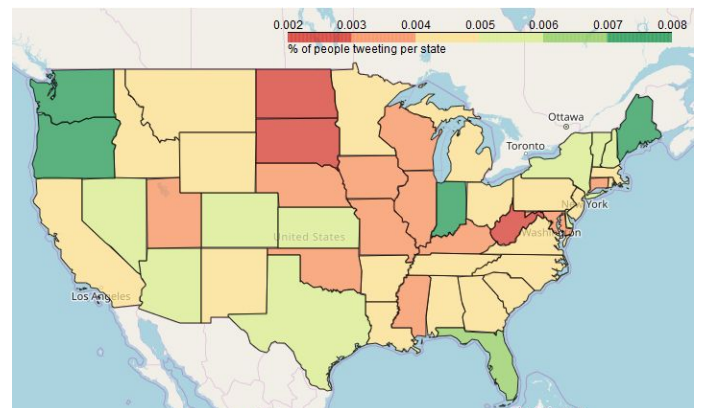 0.002 0.003 0.004 0.005 0.006 0.007 0.008
% of people tweeting per state
Ottawa
Toronto
New York
United States
Washington
Los Angeles